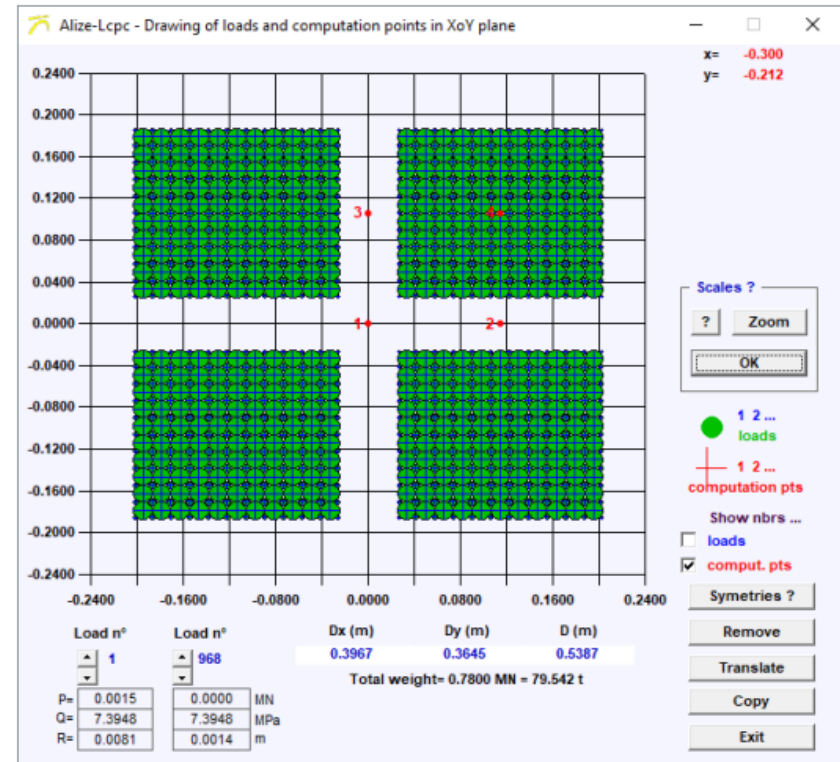 Alize-Lcpc - Drawing of loads and computation points in XoY plane
x= -0.300
y= -0.212
0.2400
0.2000
0.1600
0.1200
0.0800
0.0400
0.0000
-0.0400
-0.0800
-0.1200
-0.1600
-0.2000
-0.2400
3
4
1
2
-0.2400 -0.1600 -0.0800 0.0000 0.0800 0.1600 0.2400
Scales ?
? Zoom
OK
1 2 ...
loads
1 2 ...
computation pts
Show nbrs ...
loads
comput. pts
Symetries ?
Remove
Translate
Copy
Exit
Load n° Load n° Dx (m) Dy (m) D (m)
1 968 0.3967 0.3645 0.5387
Total weight= 0.7800 MN = 79.542 t
P= 0.0015 0.0000 MN
Q= 7.3948 7.3948 MPa
R= 0.0081 0.0014 m